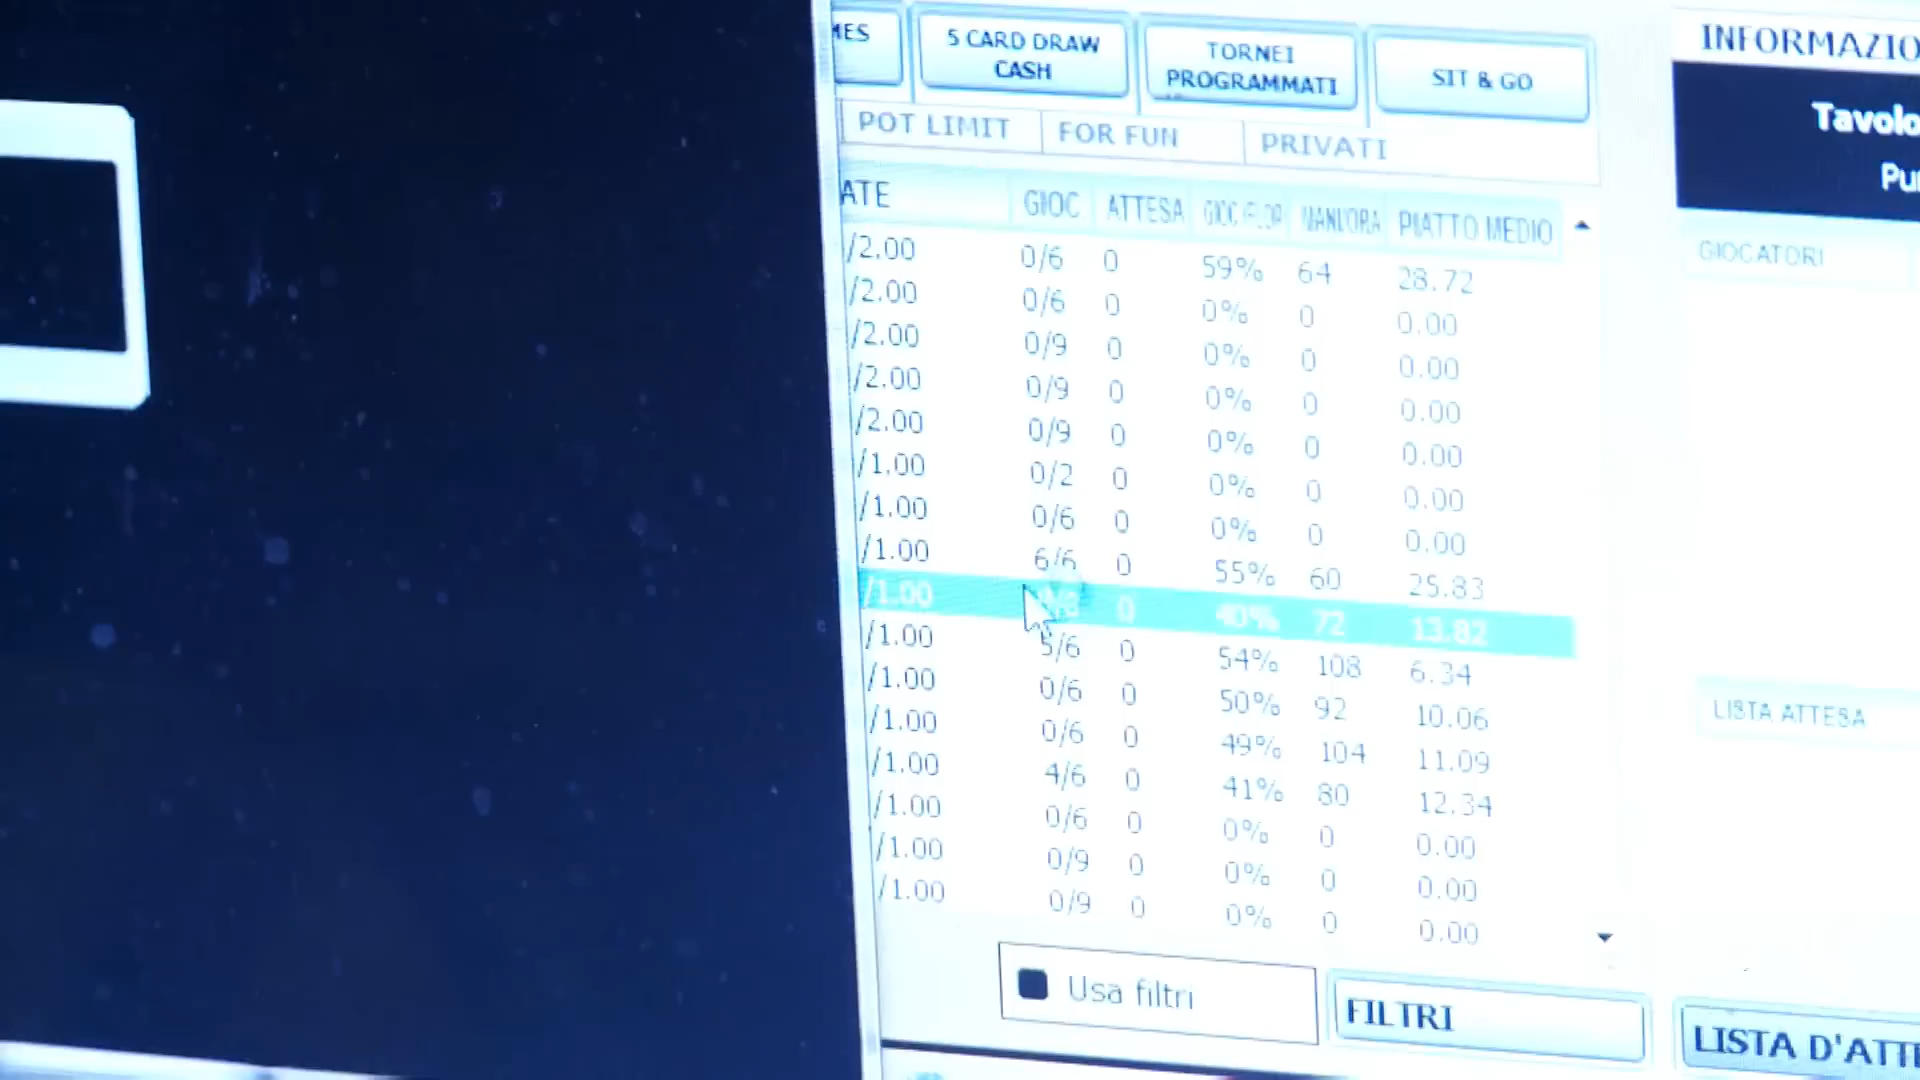 5 CARD DRAW
CASH
TORNEI
PROGRAMMATI
SIT & GO
INFORMAZIO
Tavolo
POT LIMIT FOR FUN PRIVATI
ATE GIOC ATTESA PIATTO MEDIO
GIOCATORI
/2.00 0/6 0 59% 64 28.72
/2.00 0/6 0 0% 0 0.00
/2.00 0/9 0 0% 0 0.00
/2.00 0/9 0 0% 0 0.00
/2.00 0/9 0 0% 0 0.00
/1.00 0/2 0 0% 0 0.00
/1.00 0/6 0 0% 0 0.00
/1.00 6/6 0 55% 60 25.83
/1.00 0 40% 72 13.82
/1.00 5/6 0 54% 108 6.34
/1.00 0/6 0 50% 92 10.06
/1.00 0/6 0 49% 104 11.09
/1.00 4/6 0 41% 80 12.34
/1.00 0/6 0 0% 0 0.00
/1.00 0/9 0 0% 0 0.00
/1.00 0/9 0 0% 0 0.00
LISTA ATTESA
Usa filtri
FILTRI
LISTA D'ATTE